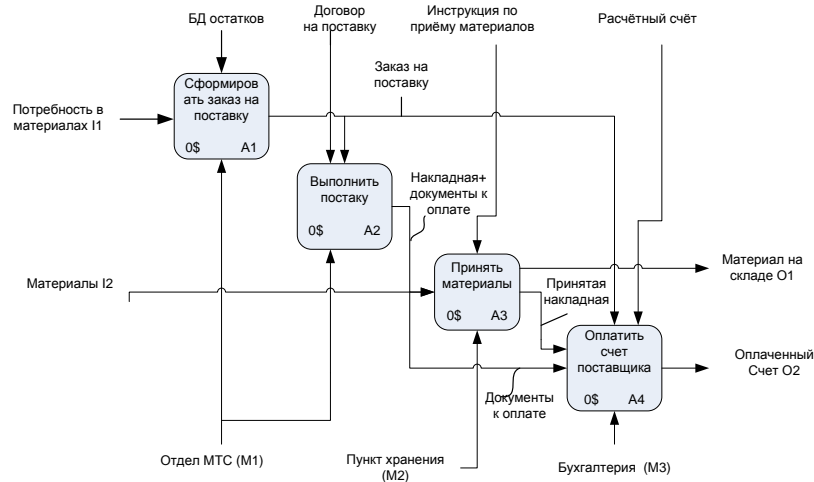 БД остатков
Договор
на поставку
Инструкция по
приёму материалов
Расчётный счёт
Заказ на
поставку
Сформиров
ать заказ на
поставку
0$ A1
Потребность в
материалах I1
Выполнить
постаку
0$ A2
Накладная+
документы к
оплате
Принять
материалы
0$ A3
Материал на
складе O1
Материалы I2
Принятая
накладная
Оплатить
счет
поставщика
0$ A4
Оплаченный
Счет O2
Документы
к оплате
Отдел МТС (M1)
Пункт хранения
(M2)
Бухгалтерия (M3)